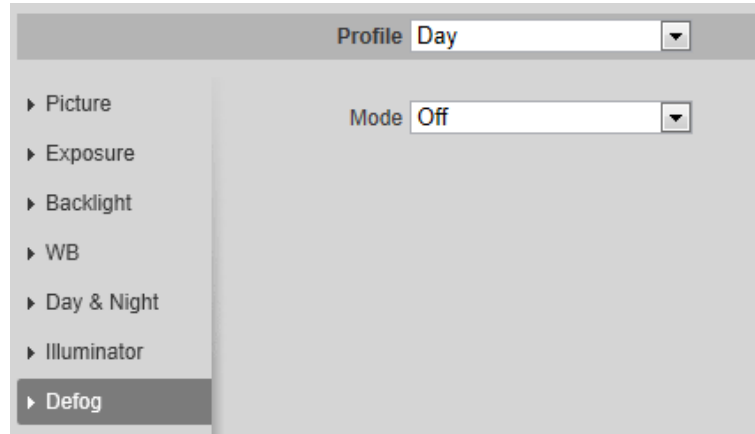 Profile Day
Mode Off
Picture
Exposure
Backlight
WB
Day & Night
Illuminator
Defog